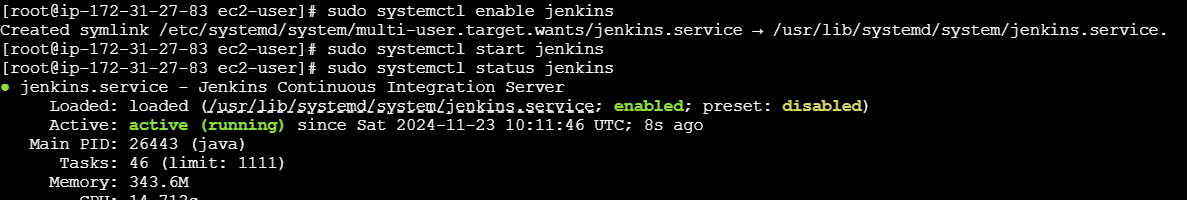 [root@ip-172-31-27-83 ec2-user]# sudo systemctl enable jenkins
Created symlink /etc/systemd/system/multi-user.target.wants/jenkins.service → /usr/lib/systemd/system/jenkins.service.
[root@ip-172-31-27-83 ec2-user]# sudo systemctl start jenkins
[root@ip-172-31-27-83 ec2-user]# sudo systemctl status jenkins
● jenkins.service - Jenkins Continuous Integration Server
Loaded: loaded (/usr/lib/systemd/system/jenkins.service; enabled; preset: disabled)
Active: active (running) since Sat 2024-11-23 10:11:46 UTC; 8s ago
Main PID: 26443 (java)
Tasks: 46 (limit: 1111)
Memory: 343.6M